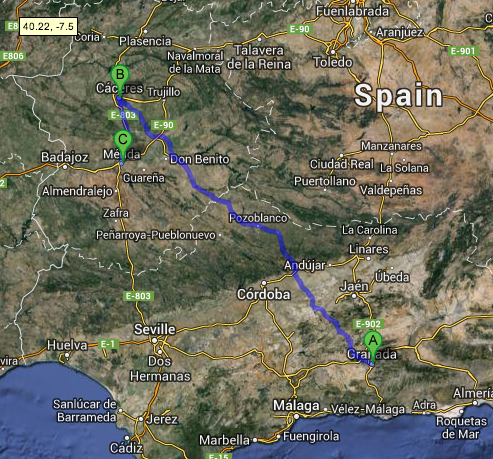 Fuenlabrada
E-90
40.22, -7.5
Coria
Plasencia
Aranjuez
E-901
E806
Navalmoral
de la Mata
Talavera
de la Reina
Toledo
B
Cáceres
Trujillo
Spain
E-803
E-90
C
Mérida
Manzanares
Badajoz
Don Benito
Ciudad Real
La Solana
Guareña
Puertollano
Almendralejo
Valdepeñas
Zafra
Pozoblanco
La Carolina
Peñarroya-Pueblonuevo
Linares
Andújar
Úbeda
E-803
Córdoba
Jaén
Seville
E-902
A
Huelva
E-1
Granada
Dos
Hermanas
Sanlúcar de
Barrameda
Jerez
Málaga
Vélez-Málaga
Adra
Almería
Roquetas
de Mar
Cádiz
Marbella
Fuengirola
E-15